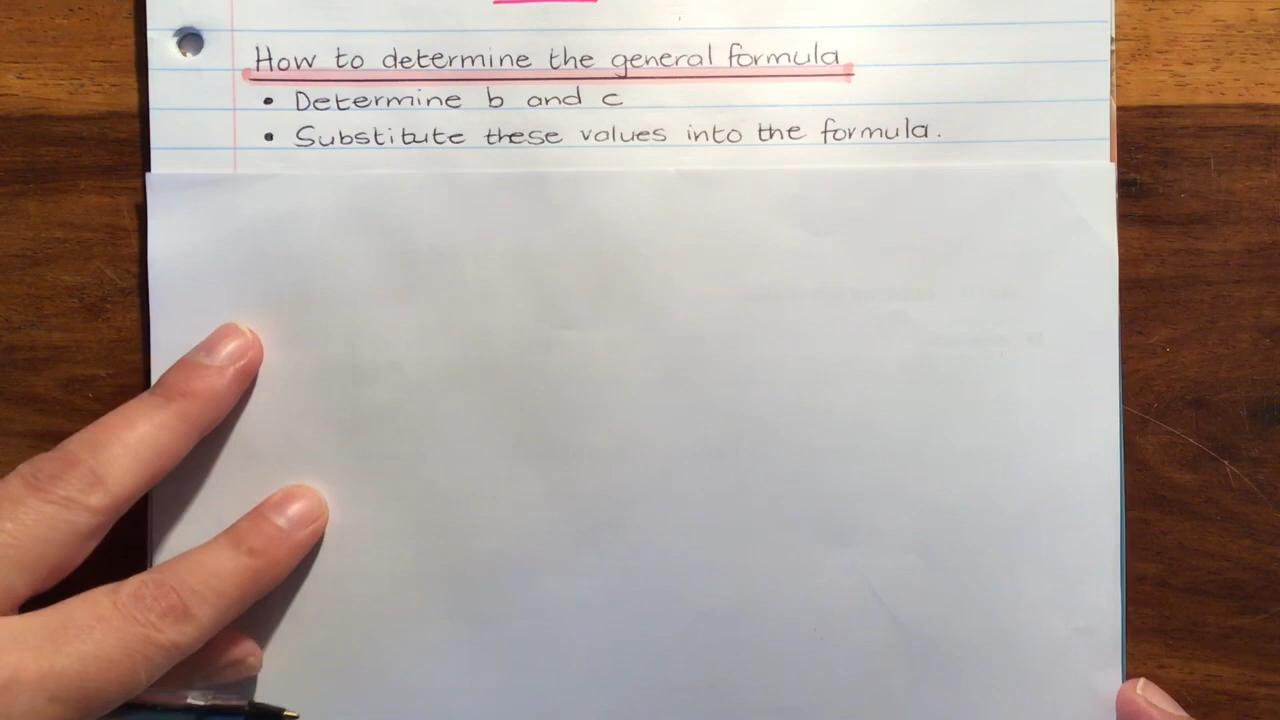 How to determine the general formula
• Determine b and c
• Substitute these values into the formula.